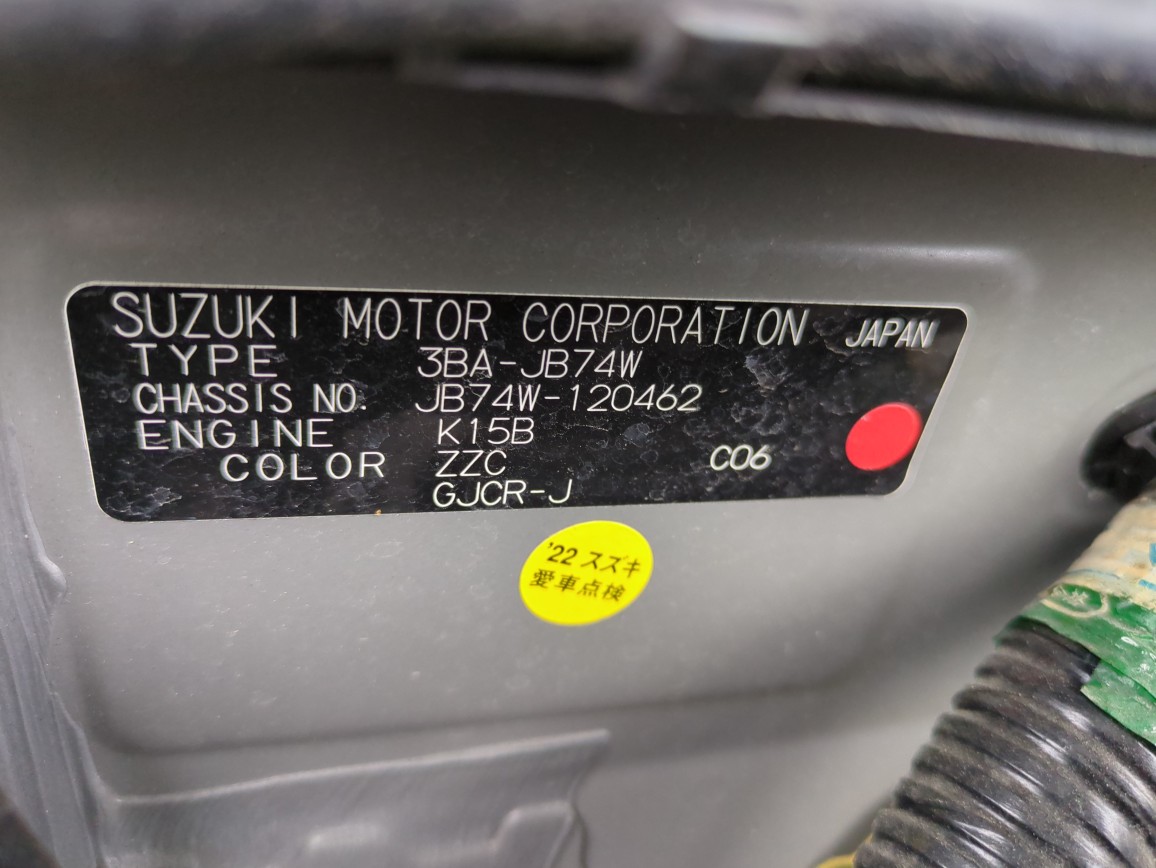 SUZUKI MOTOR CORPORATION JAPAN
TYPE 3BA-JB74W
CHASSIS NO. JB74W-120462
ENGINE K15B
COLOR ZZC C06
GJCR-J
'22 スズキ
愛車点検